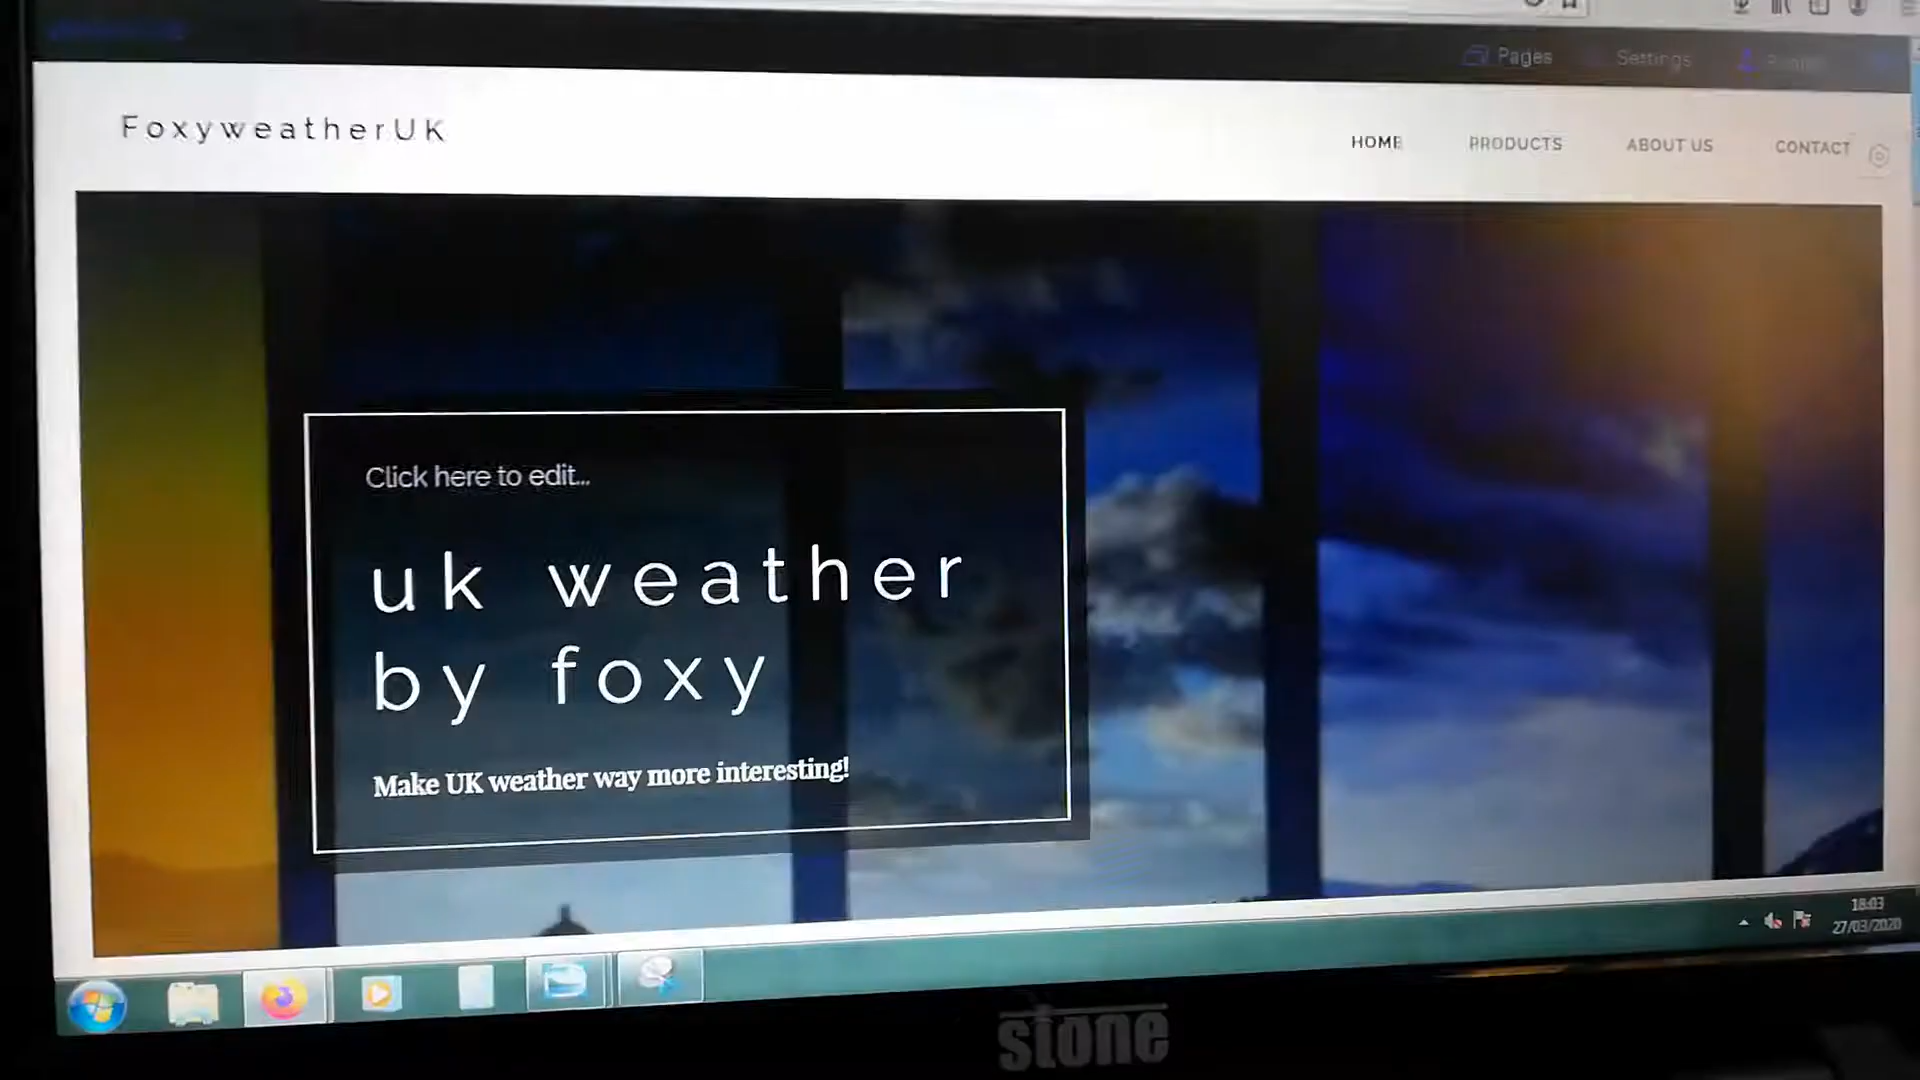 Pages Settings
FoxyweatherUK
HOME PRODUCTS ABOUT US CONTACT
Click here to edit...
uk weather
by foxy
Make UK weather way more interesting!
18:03
27/03/2020
stone